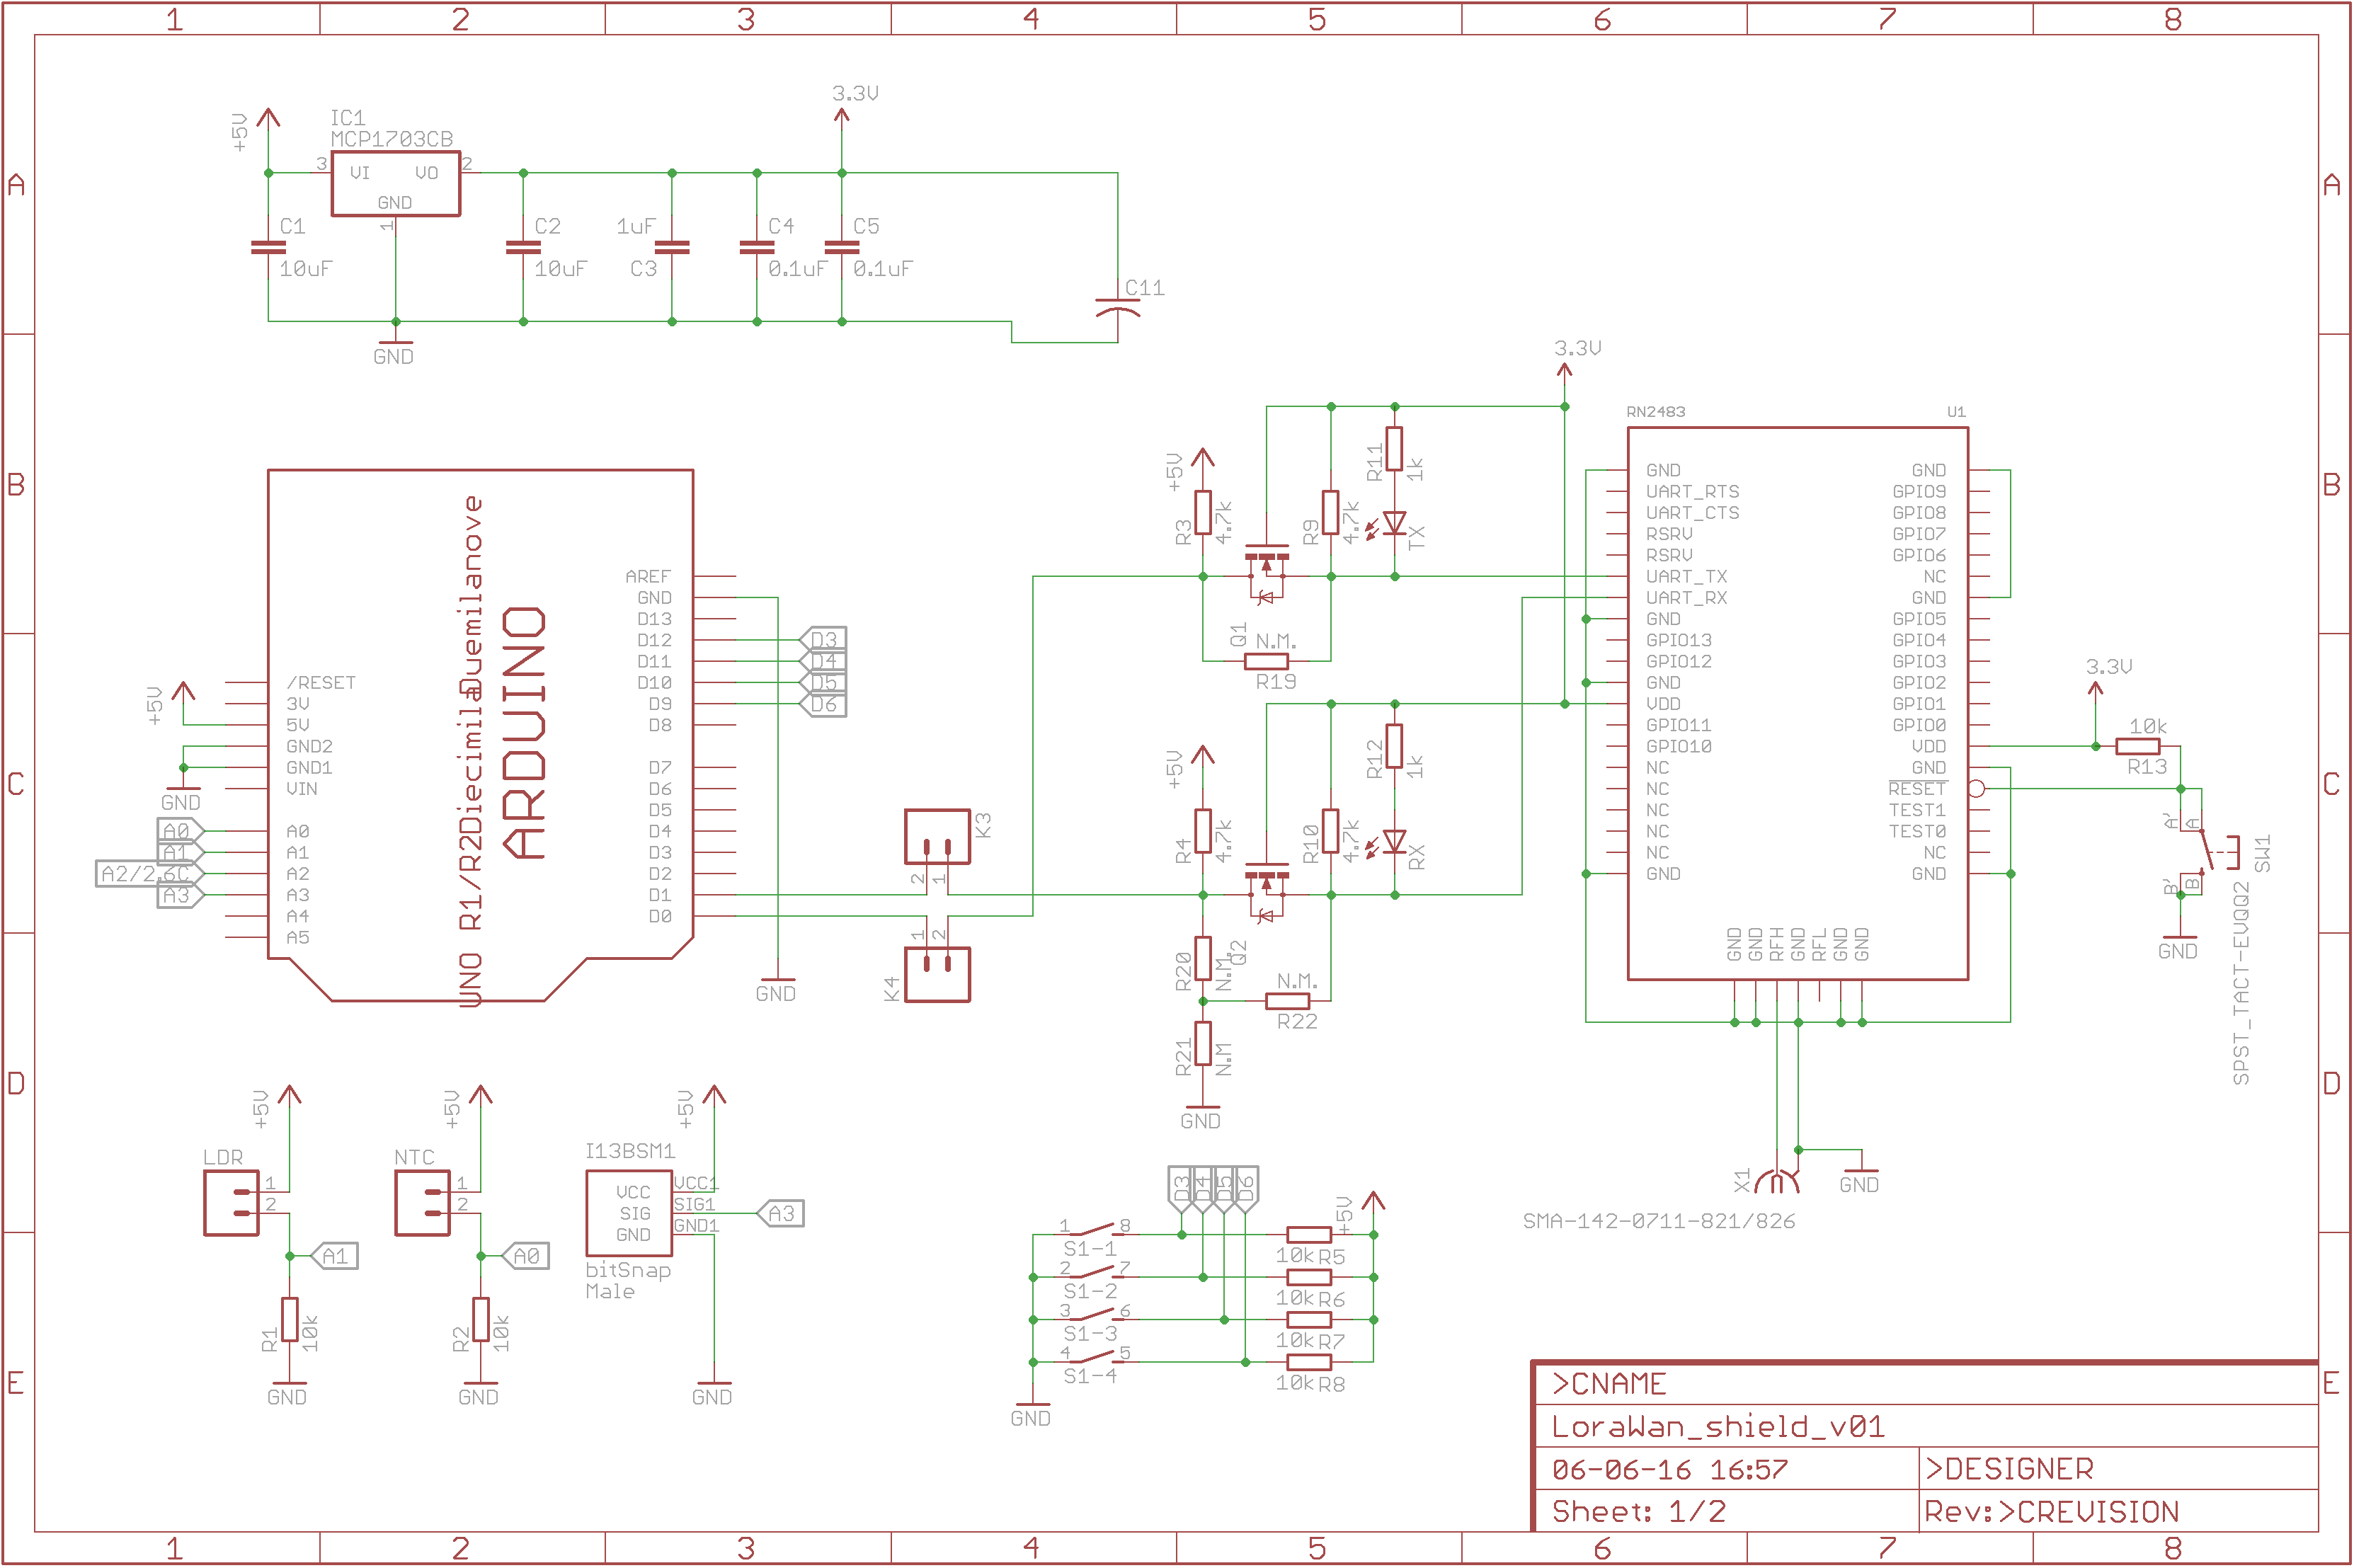 1 2 3 4 5 6 7 8
A A
B B
C C
D D
E E
+5V
IC1
MCP1703CB
3 VI VO 2
GND
1
C1
10uF
C2
10uF
1uF
C3
C4
0.1uF
C5
0.1uF
3.3V
C11
GND
UNO R1/R2
Diecimila
Duemilanove
ARDUINO
/RESET
3V
5V
GND2
GND1
VIN
A0
A1
A2
A3
A4
A5
+5V
GND
A0
A1
A2/2.6C
A3
AREF
GND
D13
D12
D11
D10
D9
D8
D7
D6
D5
D4
D3
D2
D1
D0
D3
D4
D5
D6
GND
K3
2 1
1 2
K4
3.3V
+5V
R3
4.7k
R9
4.7k
R11
1k
TX
Q1
N.M.
R19
+5V
R4
4.7k
R10
4.7k
R12
1k
RX
Q2
R20
N.M.
N.M.
R22
R21
N.M
GND
RN2483 U1
GND
UART_RTS
UART_CTS
RSRV
RSRV
UART_TX
UART_RX
GND
GPIO13
GPIO12
GND
VDD
GPIO11
GPIO10
NC
NC
NC
NC
NC
GND
GND
GPIO9
GPIO8
GPIO7
GPIO6
NC
GND
GPIO5
GPIO4
GPIO3
GPIO2
GPIO1
GPIO0
VDD
GND
RESET
TEST1
TEST0
NC
GND
GND
GND
RFH
GND
RFL
GND
GND
3.3V
10k
R13
A' A
B' B
SW1
SPST_TACT-EVQQ2
GND
X1
GND
SMA-142-0711-821/826
+5V
LDR
1
2
A1
R1
10k
GND
+5V
NTC
1
2
A0
R2
10k
GND
+5V
I13BSM1
VCC VCC1
SIG SIG1
GND GND1
A3
bitSnap
Male
GND
D3
D4
D5
D6
+5V
1 8
S1-1
10k R5
2 7
S1-2
10k R6
3 6
S1-3
10k R7
4 5
S1-4
10k R8
GND
>CNAME
LoraWan_shield_v01
06-06-16 16:57
>DESIGNER
Sheet: 1/2
Rev:>CREVISION
1 2 3 4 5 6 7 8